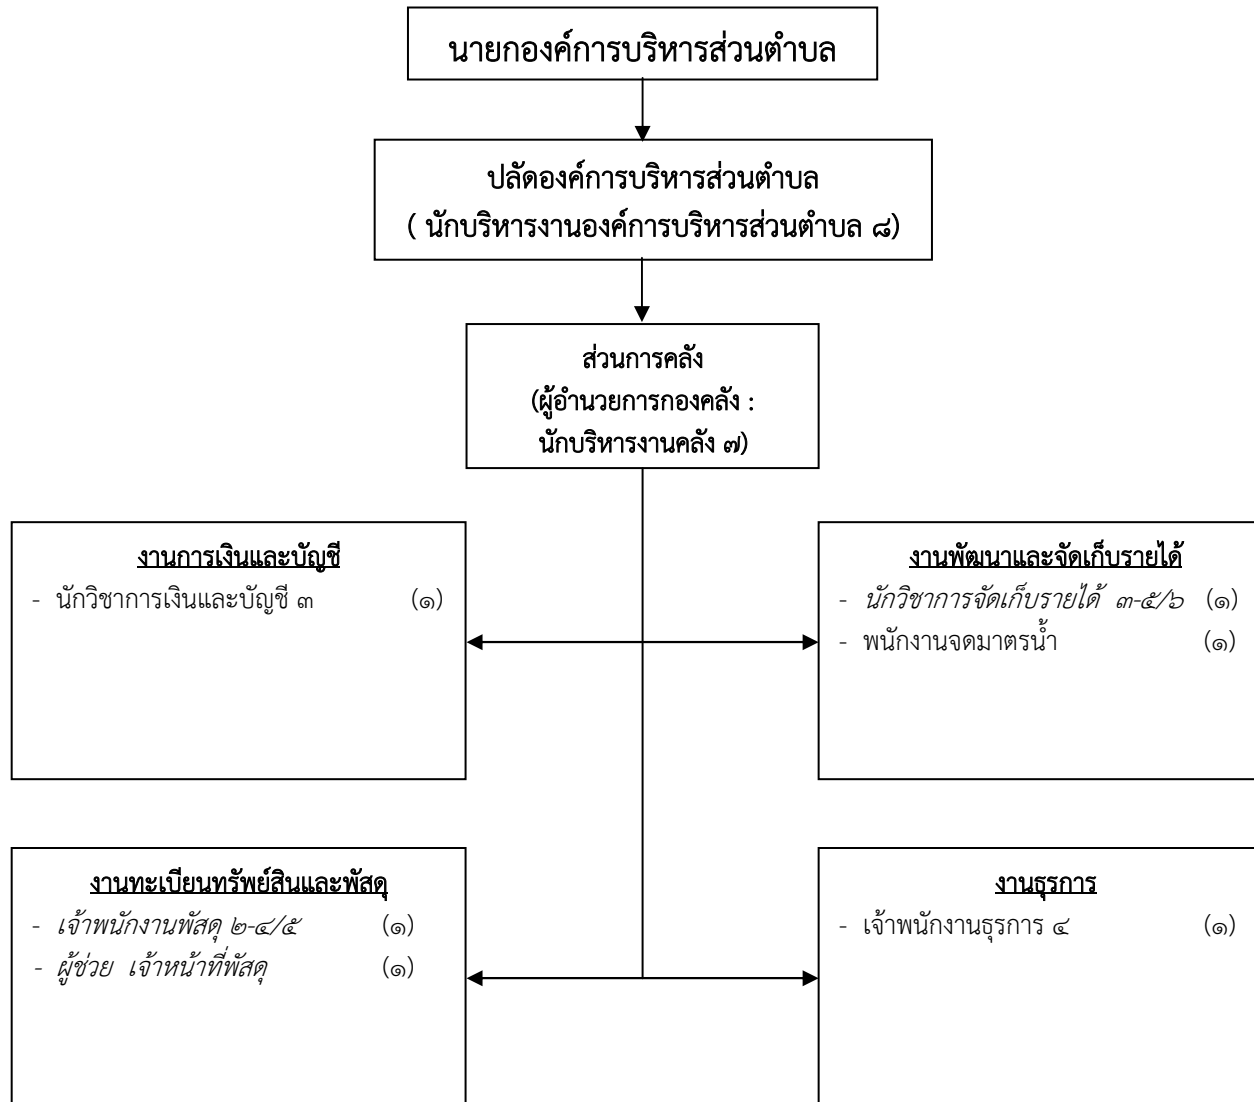 นายกองค์การบริหารส่วนตำบล
ปลัดองค์การบริหารส่วนตำบล
( นักบริหารงานองค์การบริหารส่วนตำบล ๘)
ส่วนการคลัง
(ผู้อำนวยการกองคลัง :
นักบริหารงานคลัง ๗)
งานการเงินและบัญชี
- นักวิชาการเงินและบัญชี ๓ (๑)
งานพัฒนาและจัดเก็บรายได้
- นักวิชาการจัดเก็บรายได้ ๓-๕/๖ (๑)
- พนักงานจดมาตรน้ำ (๑)
งานทะเบียนทรัพย์สินและพัสดุ
- เจ้าพนักงานพัสดุ ๒-๔/๕ (๑)
- ผู้ช่วย เจ้าหน้าที่พัสดุ (๑)
งานธุรการ
- เจ้าพนักงานธุรการ ๔ (๑)